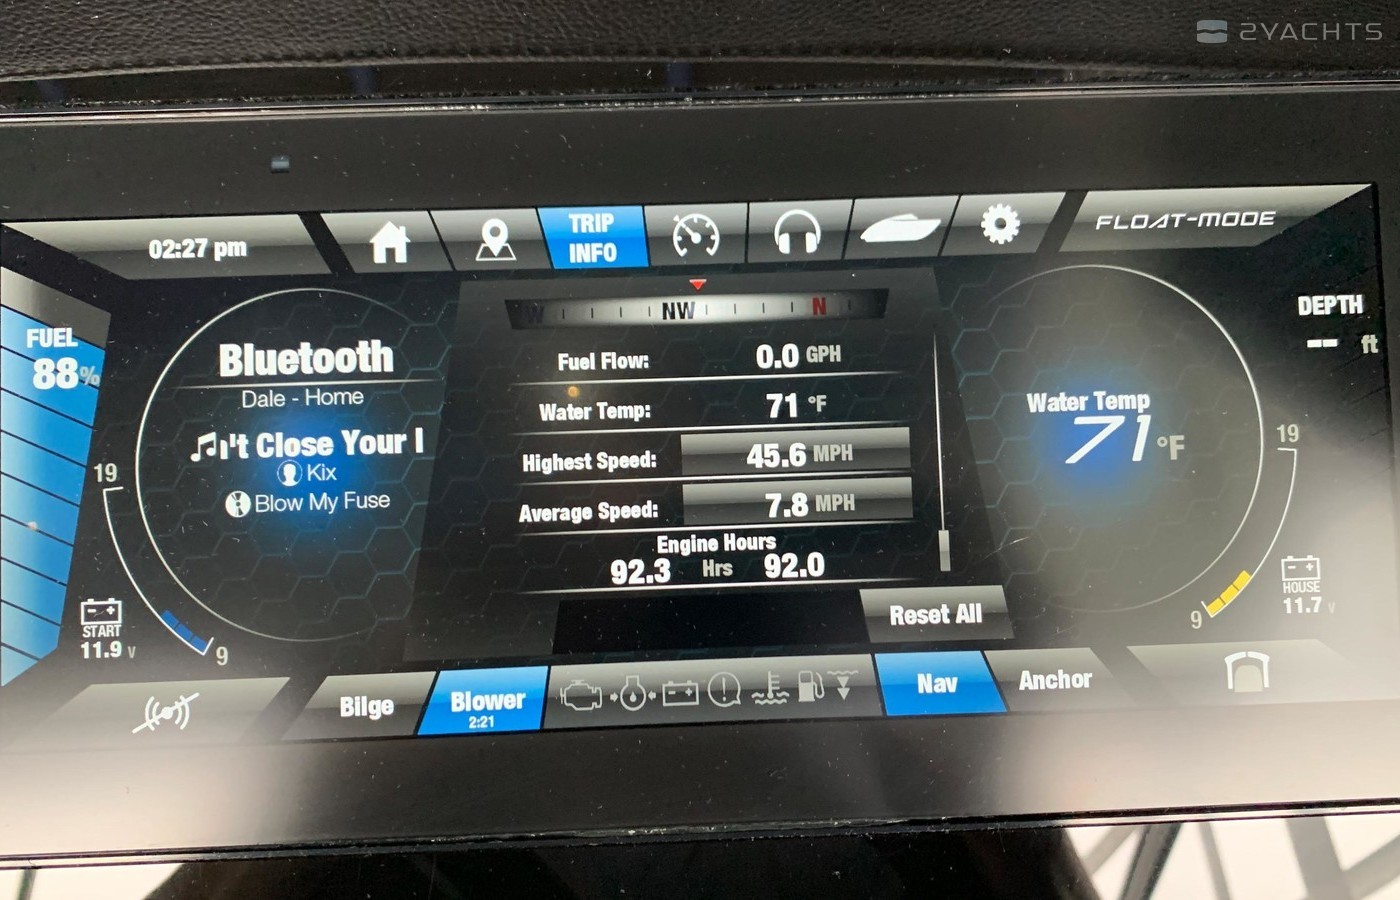 2YACHTS
02:27 pm
TRIP
INFO
FLOAT-MODE
FUEL
88%
Bluetooth
Dale - Home
ı't Close Your I
Kix
Blow My Fuse
19
9
START
11.9 V
NW
N
Fuel Flow: 0.0 GPH
Water Temp: 71 °F
Highest Speed: 45.6 MPH
Average Speed: 7.8 MPH
Engine Hours
92.3 Hrs 92.0
Reset All
Water Temp
71 °F
DEPTH
-- ft
19
9
HOUSE
11.7 V
Bilge
Blower
2:21
Nav
Anchor